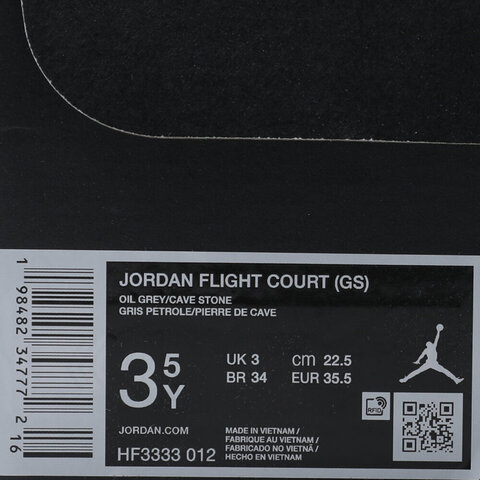 JORDAN FLIGHT COURT (GS)
OIL GREY/CAVE STONE
GRIS PETROLE/PIERRE DE CAVE
3 5 Y
UK 3 cm 22.5
BR 34 EUR 35.5
RFID
JORDAN.COM
HF3333 012
MADE IN VIETNAM /
FABRIQUE AU VIETNAM /
FABRICADO NO VIETNÃ /
HECHO EN VIETNAM
1 98482 34777 2 16